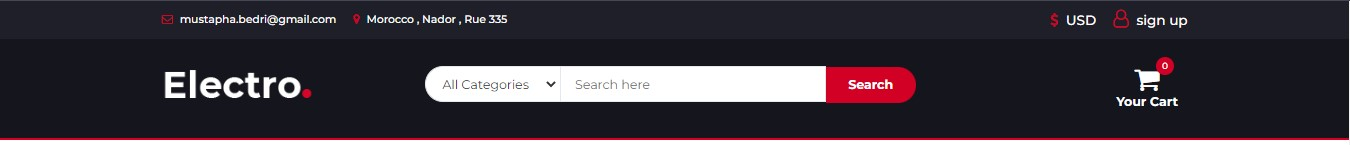 mustapha.bedri@gmail.com Morocco , Nador , Rue 335 $ USD sign up
Electro. All Categories Search here Search 0
Your Cart